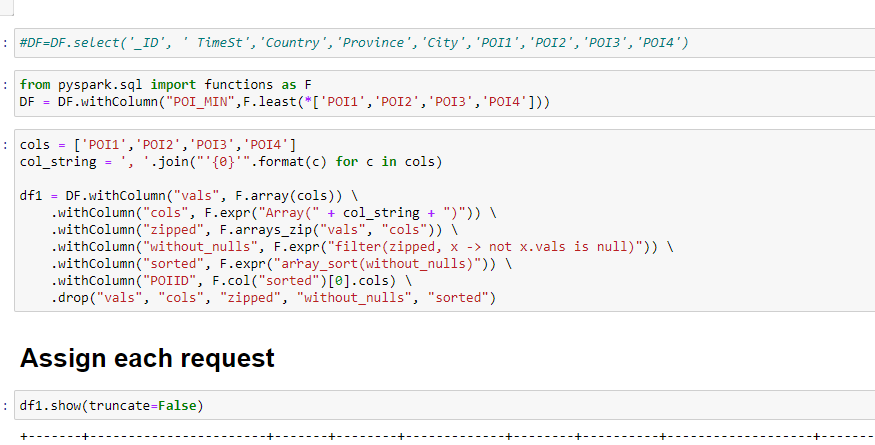 : #DF=DF.select('_ID', ' TimeSt','Country','Province','City','POI1','POI2','POI3','POI4')
: from pyspark.sql import functions as F
DF = DF.withColumn("POI_MIN",F.least(*['POI1','POI2','POI3','POI4']))
: cols = ['POI1','POI2','POI3','POI4']
col_string = ', '.join("'{0}'".format(c) for c in cols)
df1 = DF.withColumn("vals", F.array(cols)) \
.withColumn("cols", F.expr("Array(" + col_string + ")")) \
.withColumn("zipped", F.arrays_zip("vals", "cols")) \
.withColumn("without_nulls", F.expr("filter(zipped, x -> not x.vals is null)")) \
.withColumn("sorted", F.expr("array_sort(without_nulls)")) \
.withColumn("POIID", F.col("sorted")[0].cols) \
.drop("vals", "cols", "zipped", "without_nulls", "sorted")
Assign each request
: df1.show(truncate=False)
+-------+----------------------+-------+--------+-------------+--------+----------+------------------+-------